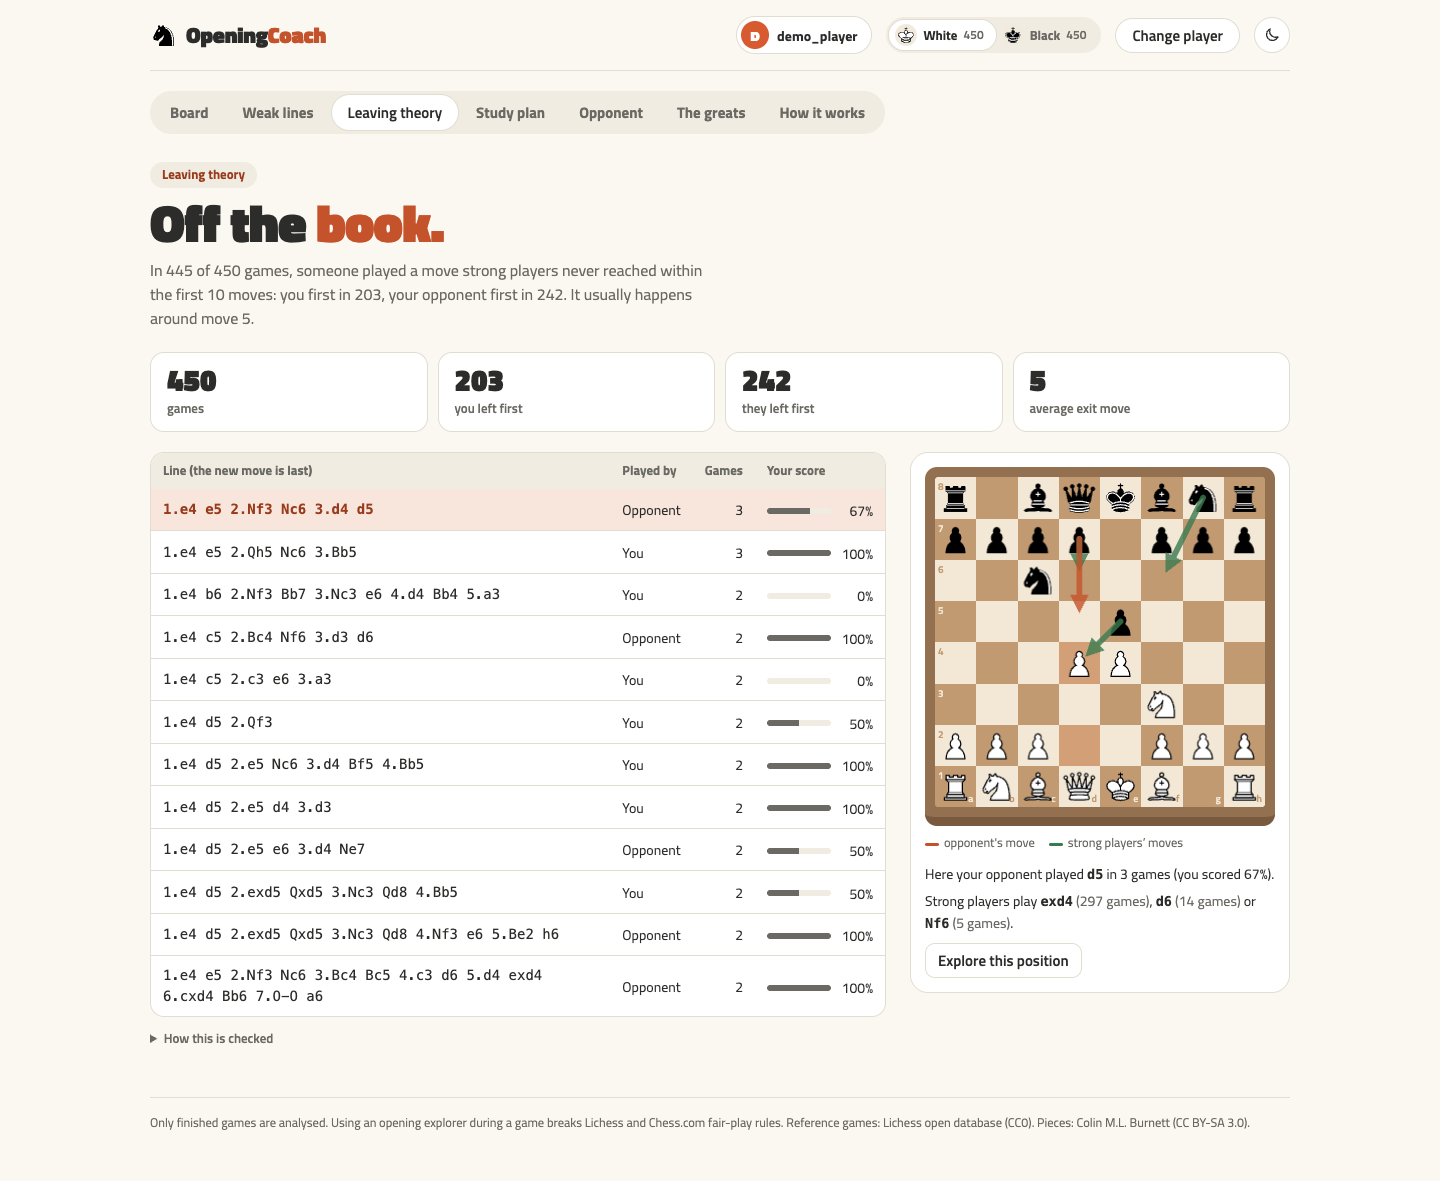 OpeningCoach
D demo_player
White 450
Black 450
Change player
Board
Weak lines
Leaving theory
Study plan
Opponent
The greats
How it works
Leaving theory
Off the book.
In 445 of 450 games, someone played a move strong players never reached within
the first 10 moves: you first in 203, your opponent first in 242. It usually happens
around move 5.
450
games
203
you left first
242
they left first
5
average exit move
Line (the new move is last) Played by Games Your score
1.e4 e5 2.Nf3 Nc6 3.d4 d5 Opponent 3 67%
1.e4 e5 2.Qh5 Nc6 3.Bb5 You 3 100%
1.e4 b6 2.Nf3 Bb7 3.Nc3 e6 4.d4 Bb4 5.a3 You 2 0%
1.e4 c5 2.Bc4 Nf6 3.d3 d6 Opponent 2 100%
1.e4 c5 2.c3 e6 3.a3 You 2 0%
1.e4 d5 2.Qf3 You 2 50%
1.e4 d5 2.e5 Nc6 3.d4 Bf5 4.Bb5 You 2 100%
1.e4 d5 2.e5 d4 3.d3 You 2 100%
1.e4 d5 2.e5 e6 3.d4 Ne7 Opponent 2 50%
1.e4 d5 2.exd5 Qxd5 3.Nc3 Qd8 4.Bb5 You 2 50%
1.e4 d5 2.exd5 Qxd5 3.Nc3 Qd8 4.Nf3 e6 5.Be2 h6 Opponent 2 100%
1.e4 e5 2.Nf3 Nc6 3.Bc4 Bc5 4.c3 d6 5.d4 exd4
6.cxd4 Bb6 7.O-O a6 Opponent 2 100%
How this is checked
8
7
6
5
4
3
2
1
a b c d e f g h
opponent's move
strong players' moves
Here your opponent played d5 in 3 games (you scored 67%).
Strong players play exd4 (297 games), d6 (14 games) or
Nf6 (5 games).
Explore this position
Only finished games are analysed. Using an opening explorer during a game breaks Lichess and Chess.com fair-play rules. Reference games: Lichess open database (CC0). Pieces: Colin M.L. Burnett (CC BY-SA 3.0).